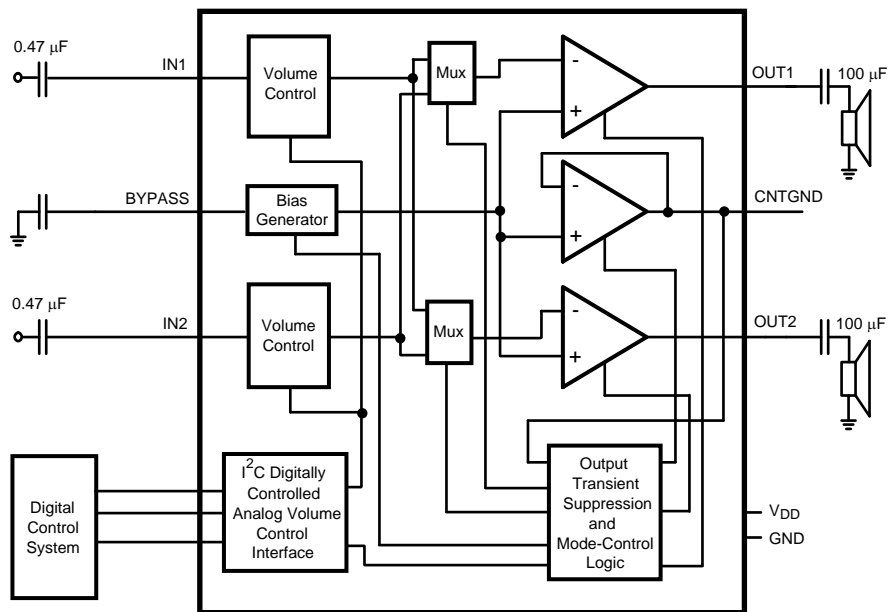 0.47 μF
IN1
Volume
Control
Mux
-
+
OUT1
100 μF
BYPASS
Bias
Generator
-
+
CNTGND
0.47 μF
IN2
Volume
Control
Mux
-
+
OUT2
100 μF
Digital
Control
System
I²C Digitally
Controlled
Analog Volume
Control
Interface
Output
Transient
Suppression
and
Mode-Control
Logic
VDD
GND